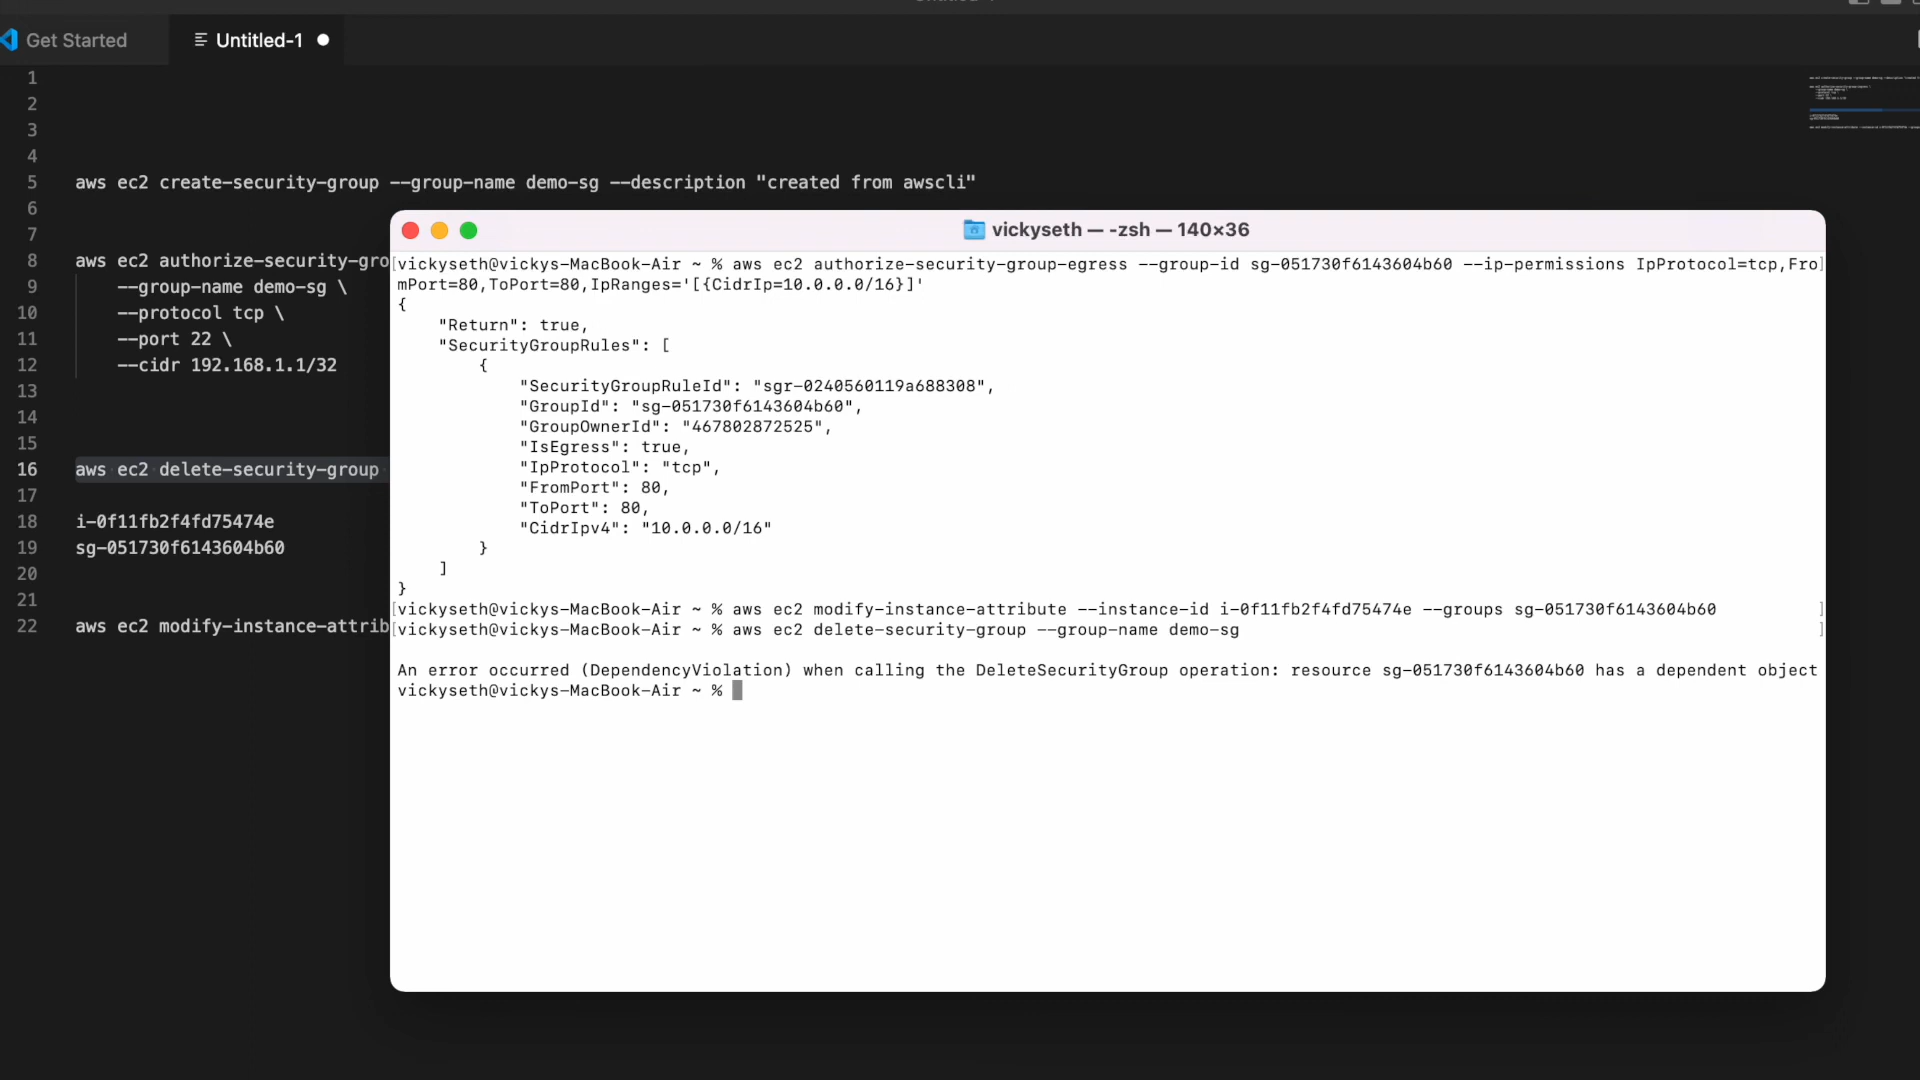 Get Started
Untitled-1
1
2
3
4
5 aws ec2 create-security-group --group-name demo-sg --description "created from awscli"
6
7
8 aws ec2 authorize-security-gro
9 --group-name demo-sg \
10 --protocol tcp \
11 --port 22 \
12 --cidr 192.168.1.1/32
13
14
15
16 aws ec2 delete-security-group
17
18 i-0f11fb2f4fd75474e
19 sg-051730f6143604b60
20
21
22 aws ec2 modify-instance-attrib
vickyseth — -zsh — 140×36
[vickyseth@vickys-MacBook-Air ~ % aws ec2 authorize-security-group-egress --group-id sg-051730f6143604b60 --ip-permissions IpProtocol=tcp,Fro]
mPort=80,ToPort=80,IpRanges='[{CidrIp=10.0.0.0/16}]'
{
"Return": true,
"SecurityGroupRules": [
{
"SecurityGroupRuleId": "sgr-0240560119a688308",
"GroupId": "sg-051730f6143604b60",
"GroupOwnerId": "467802872525",
"IsEgress": true,
"IpProtocol": "tcp",
"FromPort": 80,
"ToPort": 80,
"CidrIpv4": "10.0.0.0/16"
}
]
}
[vickyseth@vickys-MacBook-Air ~ % aws ec2 modify-instance-attribute --instance-id i-0f11fb2f4fd75474e --groups sg-051730f6143604b60 ]
[vickyseth@vickys-MacBook-Air ~ % aws ec2 delete-security-group --group-name demo-sg ]
An error occurred (DependencyViolation) when calling the DeleteSecurityGroup operation: resource sg-051730f6143604b60 has a dependent object
vickyseth@vickys-MacBook-Air ~ %